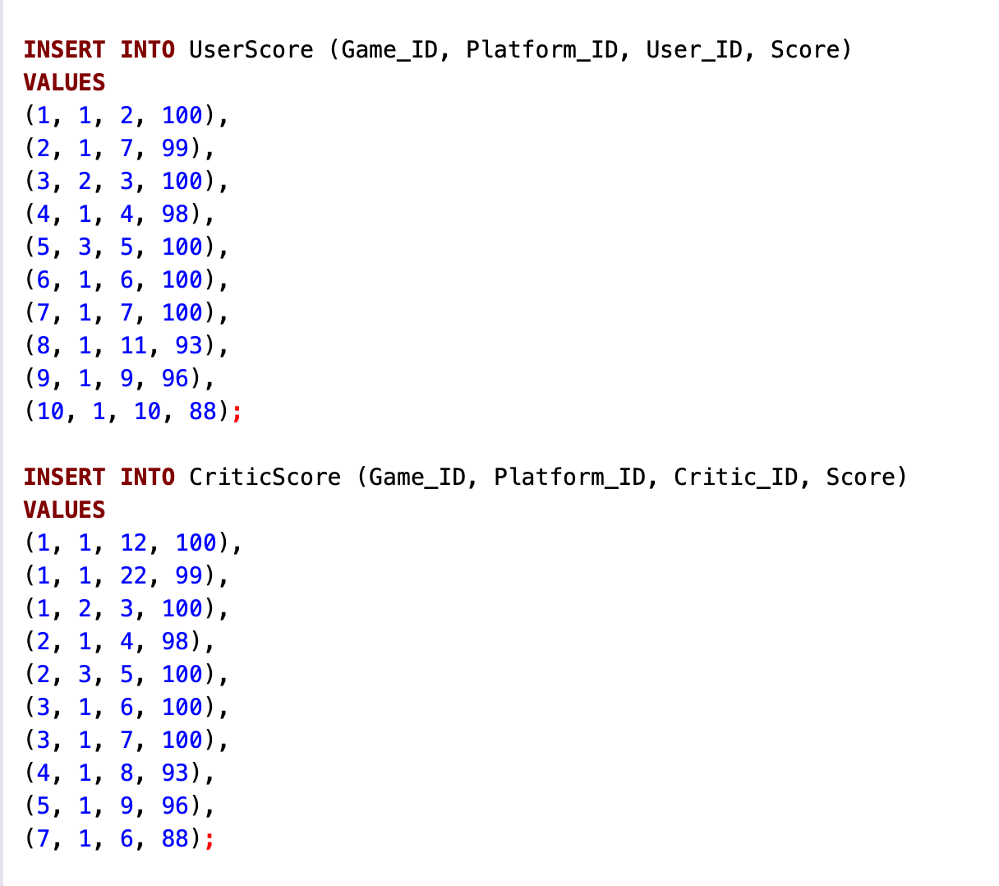 INSERT INTO UserScore (Game_ID, Platform_ID, User_ID, Score)
VALUES
(1, 1, 2, 100),
(2, 1, 7, 99),
(3, 2, 3, 100),
(4, 1, 4, 98),
(5, 3, 5, 100),
(6, 1, 6, 100),
(7, 1, 7, 100),
(8, 1, 11, 93),
(9, 1, 9, 96),
(10, 1, 10, 88);
INSERT INTO CriticScore (Game_ID, Platform_ID, Critic_ID, Score)
VALUES
(1, 1, 12, 100),
(1, 1, 22, 99),
(1, 2, 3, 100),
(2, 1, 4, 98),
(2, 3, 5, 100),
(3, 1, 6, 100),
(3, 1, 7, 100),
(4, 1, 8, 93),
(5, 1, 9, 96),
(7, 1, 6, 88);